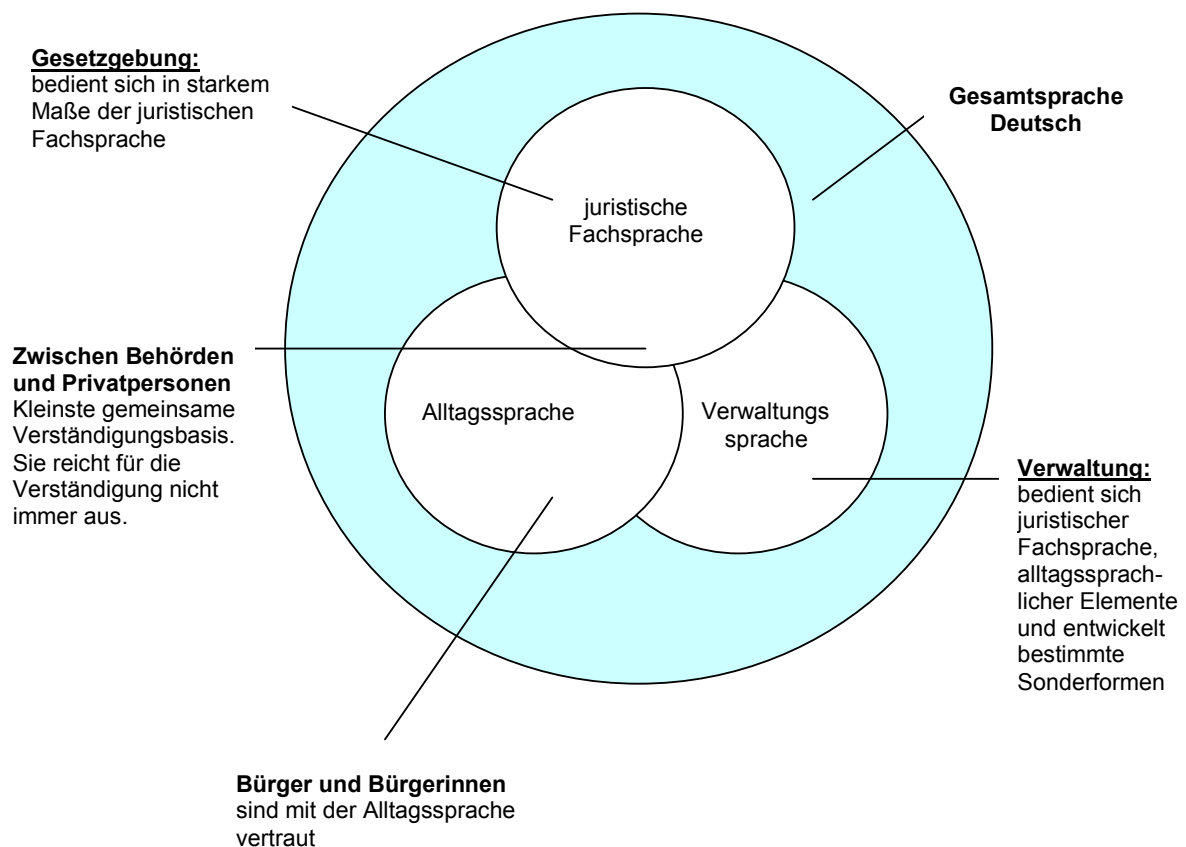 Gesetzgebung:
bedient sich in starkem
Maße der juristischen
Fachsprache
Gesamtsprache
Deutsch
juristische
Fachsprache
Zwischen Behörden
und Privatpersonen
Kleinste gemeinsame
Verständigungsbasis.
Sie reicht für die
Verständigung nicht
immer aus.
Alltagssprache
Verwaltungs
sprache
Verwaltung:
bedient sich
juristischer
Fachsprache,
alltagssprach-
licher Elemente
und entwickelt
bestimmte
Sonderformen
Bürger und Bürgerinnen
sind mit der Alltagssprache
vertraut